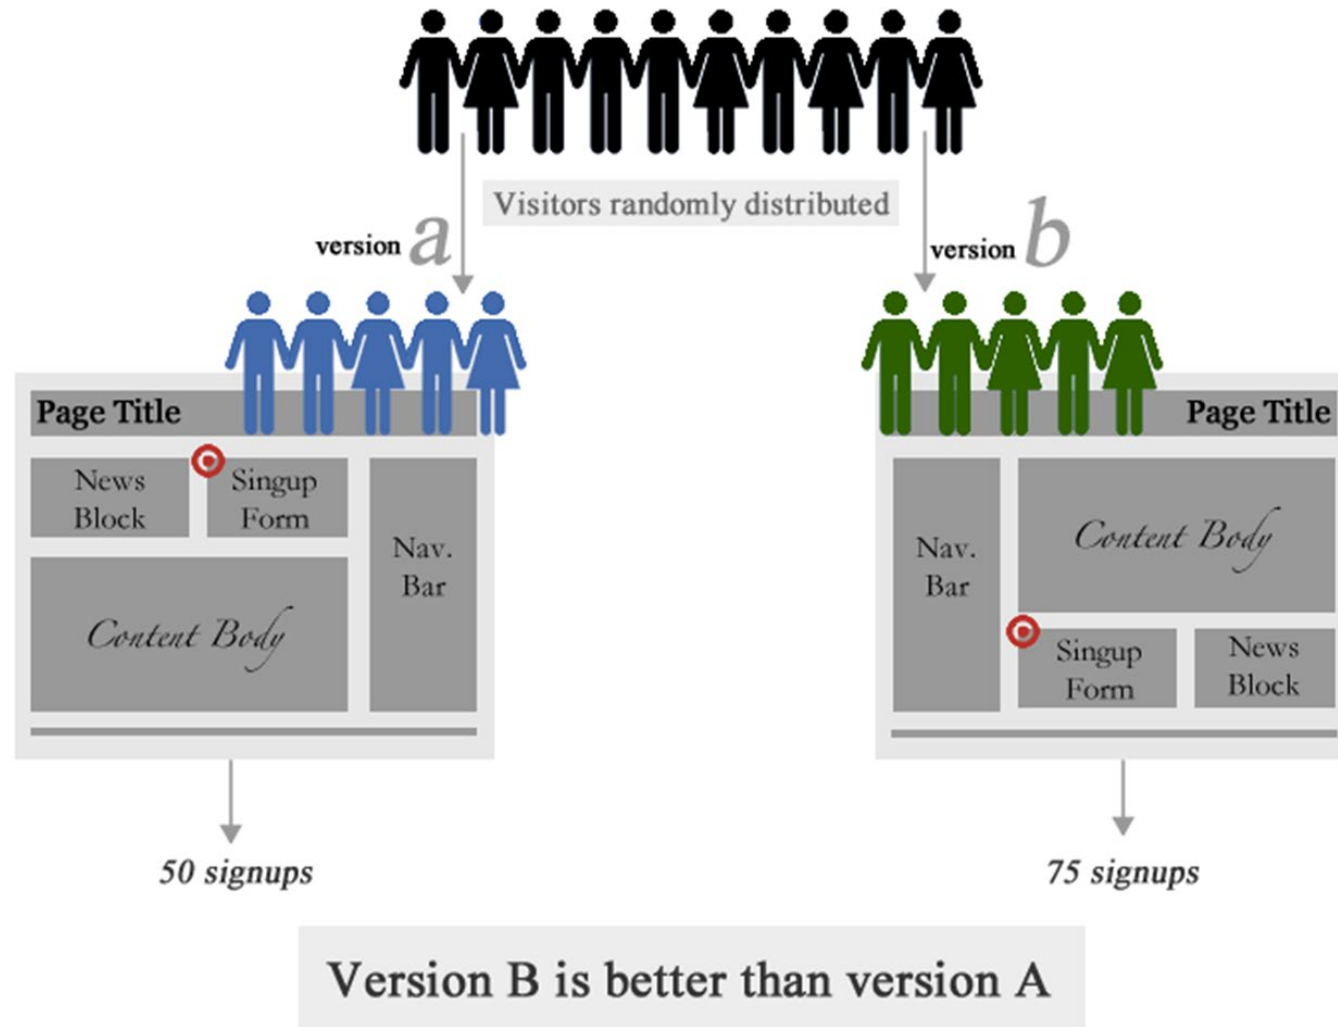 Visitors randomly distributed
version a
version b
Page Title
News
Block
Singup
Form
Nav.
Bar
Content Body
Page Title
Nav.
Bar
Content Body
Singup
Form
News
Block
50 signups
75 signups
Version B is better than version A